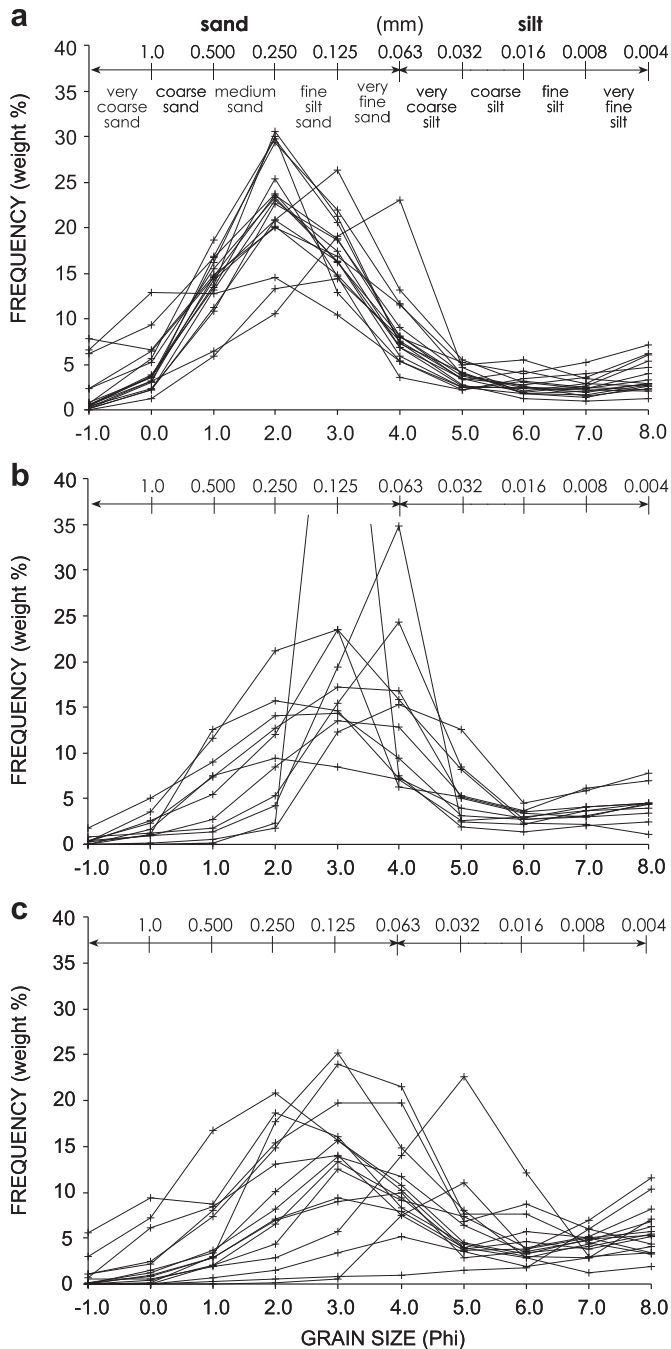 a
sand (mm) silt
40
1.0 0.500 0.250 0.125 0.063 0.032 0.016 0.008 0.004
very coarse sand
coarse sand
medium sand
fine silt sand
very fine sand
very coarse silt
coarse silt
fine silt
very fine silt
35
30
25
20
15
10
5
0
FREQUENCY (weight %)
-1.0 0.0 1.0 2.0 3.0 4.0 5.0 6.0 7.0 8.0
b
40
1.0 0.500 0.250 0.125 0.063 0.032 0.016 0.008 0.004
35
30
25
20
15
10
5
0
FREQUENCY (weight %)
-1.0 0.0 1.0 2.0 3.0 4.0 5.0 6.0 7.0 8.0
c
40
1.0 0.500 0.250 0.125 0.063 0.032 0.016 0.008 0.004
35
30
25
20
15
10
5
0
FREQUENCY (weight %)
-1.0 0.0 1.0 2.0 3.0 4.0 5.0 6.0 7.0 8.0
GRAIN SIZE (Phi)